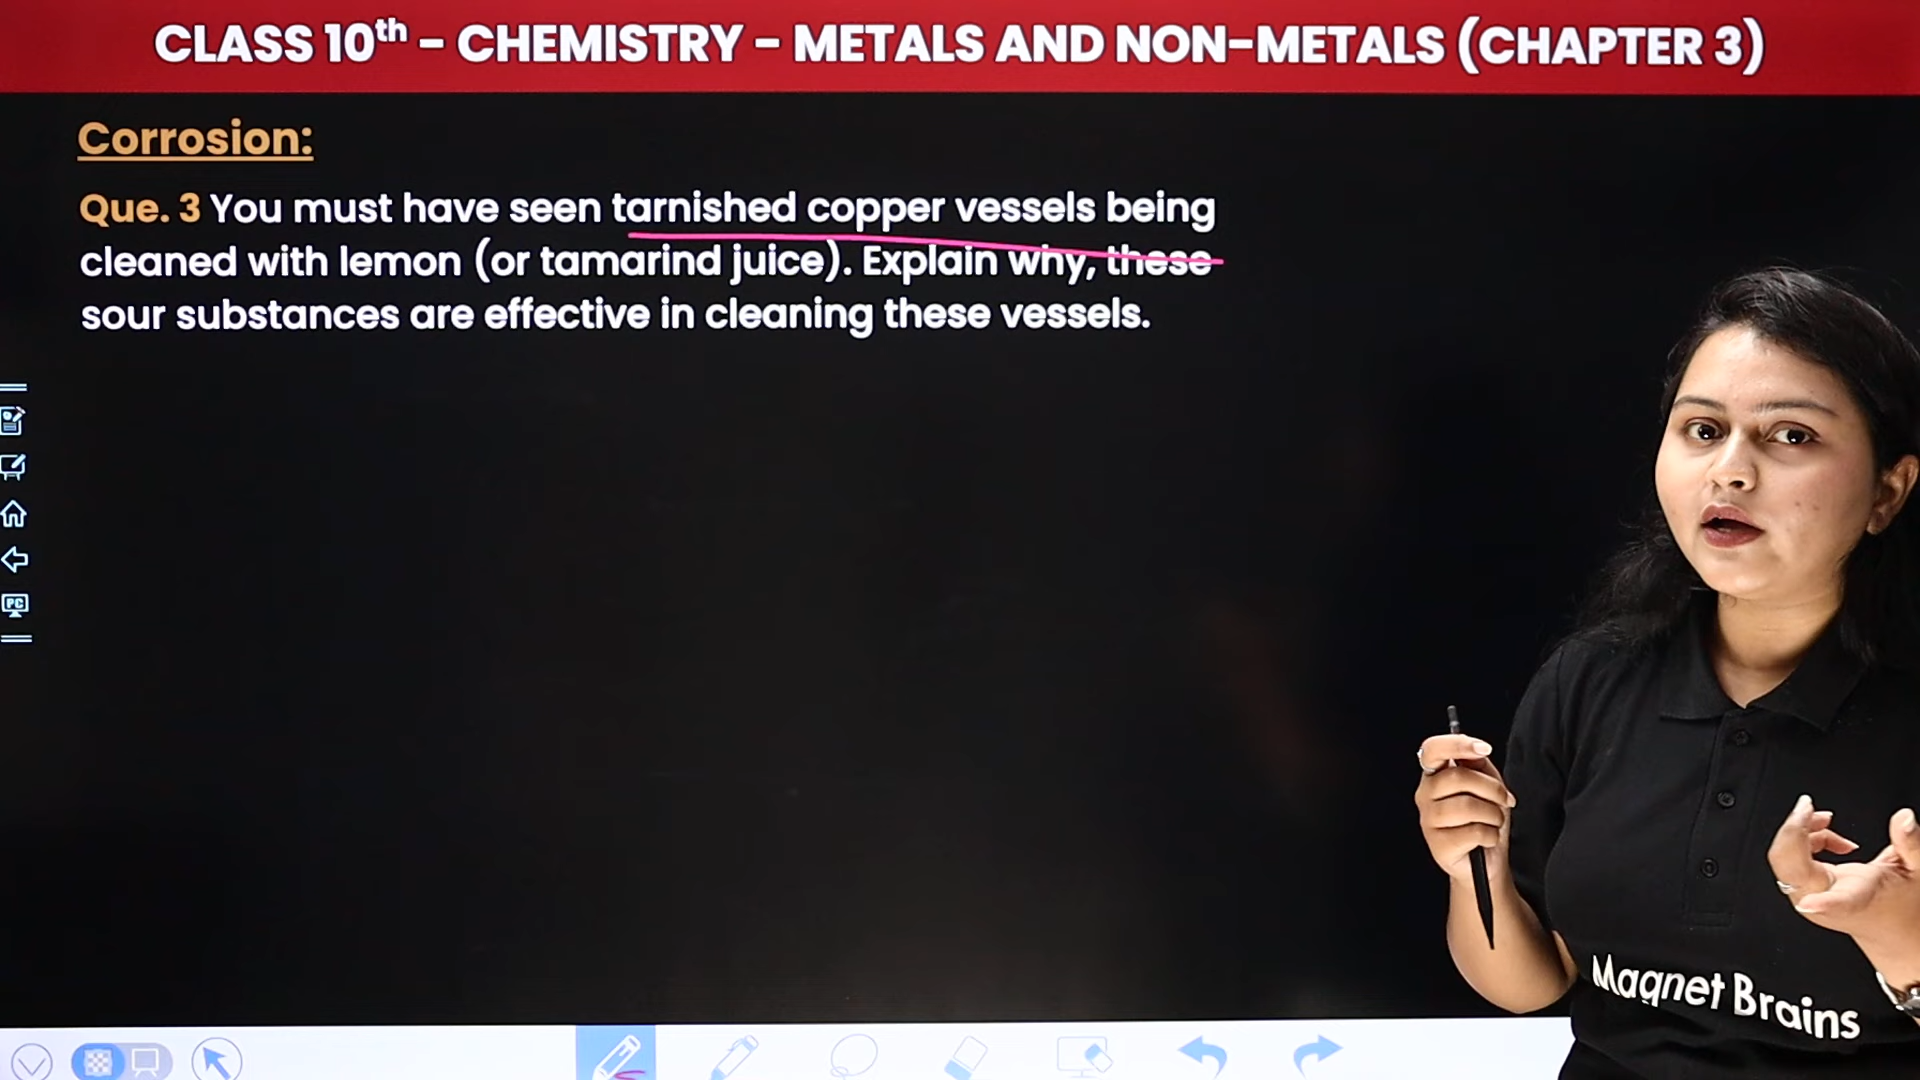 CLASS 10th - CHEMISTRY - METALS AND NON-METALS (CHAPTER 3)
Corrosion:
Que. 3 You must have seen tarnished copper vessels being
cleaned with lemon (or tamarind juice). Explain why, these
sour substances are effective in cleaning these vessels.
PC
Magnet Brains